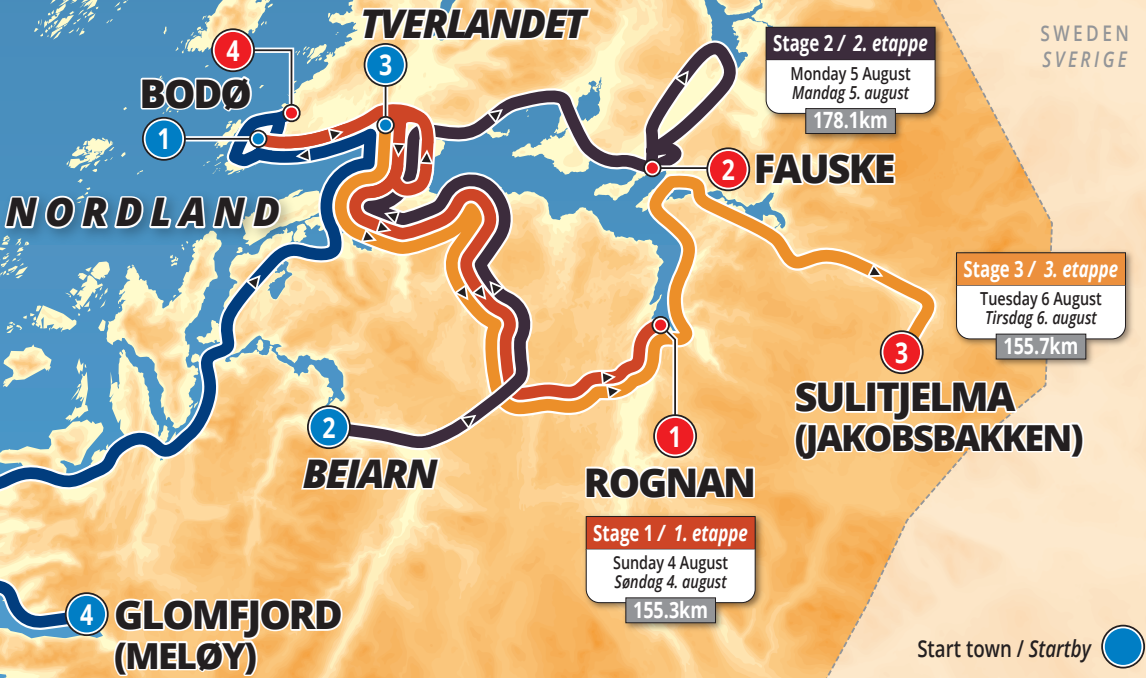 TVERLANDET
4
3
BODØ
1
NORDLAND
Stage 2 / 2. etappe
Monday 5 August
Mandag 5. august
178.1km
SWEDEN
SVERIGE
2
FAUSKE
Stage 3 / 3. etappe
Tuesday 6 August
Tirsdag 6. august
155.7km
3
SULITJELMA
(JAKOBSBAKKEN)
2
BEIARN
1
ROGNAN
Stage 1 / 1. etappe
Sunday 4 August
Søndag 4. august
155.3km
4
GLOMFJORD
(MELØY)
Start town / Startby